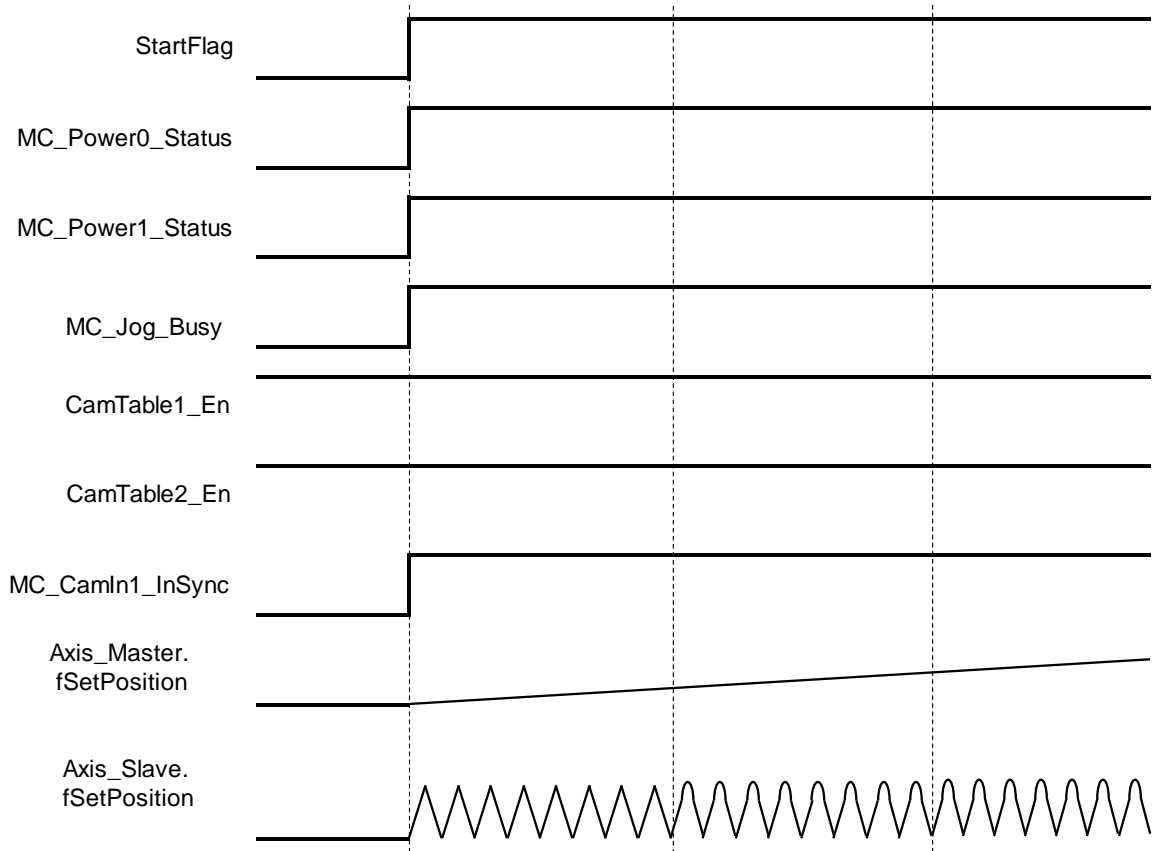 StartFlag
MC_Power0_Status
MC_Power1_Status
MC_Jog_Busy
CamTable1_En
CamTable2_En
MC_CamIn1_InSync
Axis_Master.
fSetPosition
Axis_Slave.
fSetPosition